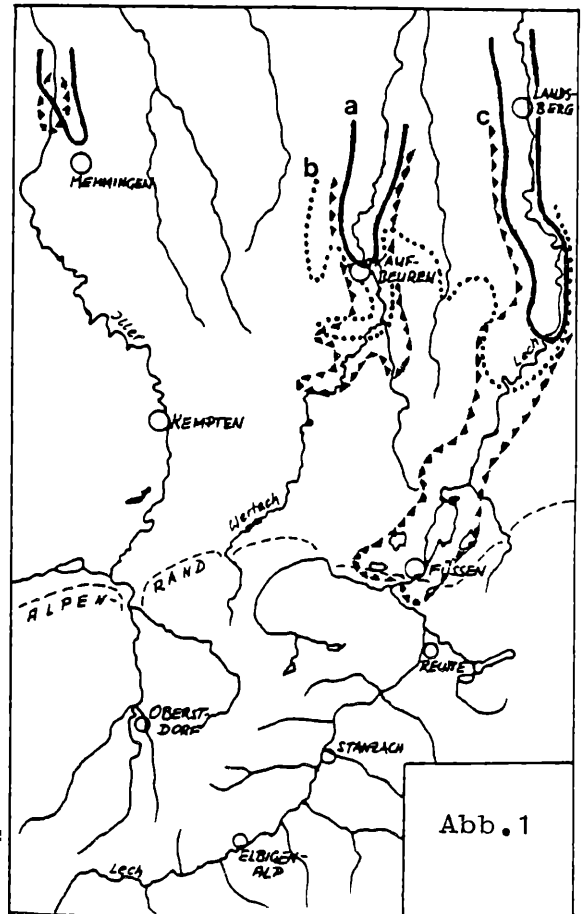 LANDS-
BERG
a
c
b
MEMMINGEN
KAUF-
BEUREN
Iller
Lech
KEMPTEN
Wertach
ALPEN-
RAND
FÜSSEN
REUTTE
OBERST-
DORF
STANZACH
Abb.1
ELBIGEN-
ALP
Lech